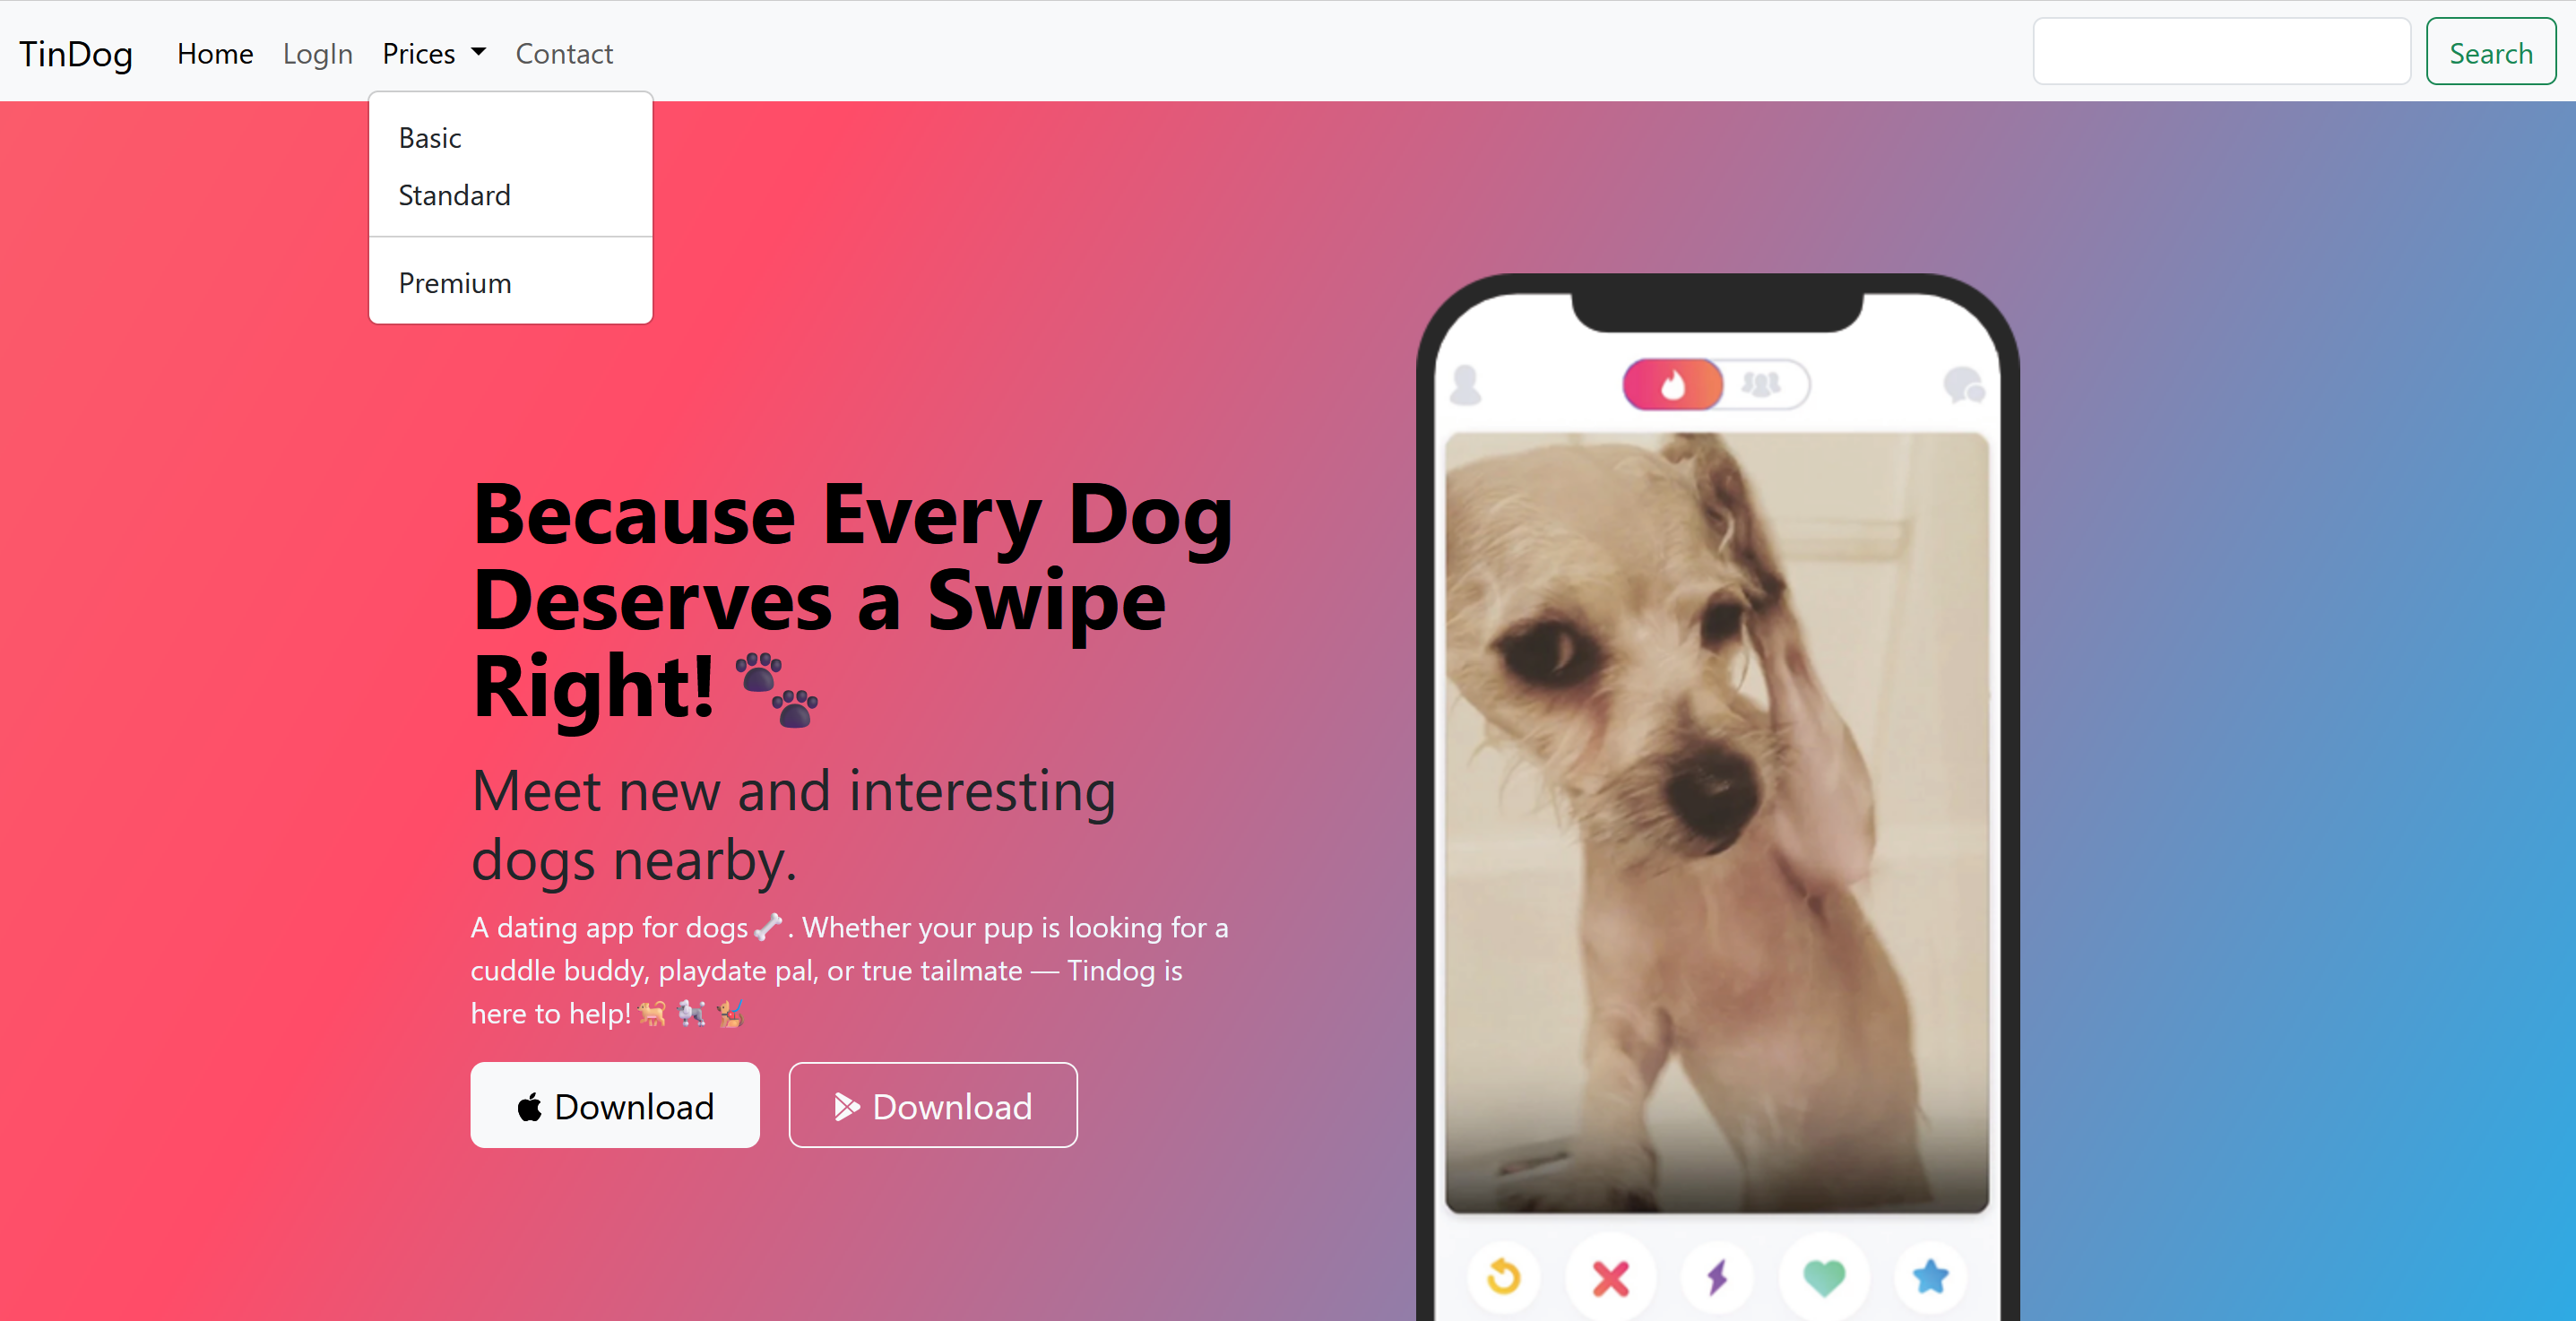 TinDog Home LogIn Prices Contact Search
Basic
Standard
Premium
Because Every Dog
Deserves a Swipe
Right! 🐾
Meet new and interesting
dogs nearby.
A dating app for dogs🦴. Whether your pup is looking for a
cuddle buddy, playdate pal, or true tailmate — Tindog is
here to help!🐕🐩🐕‍🦺
Download Download